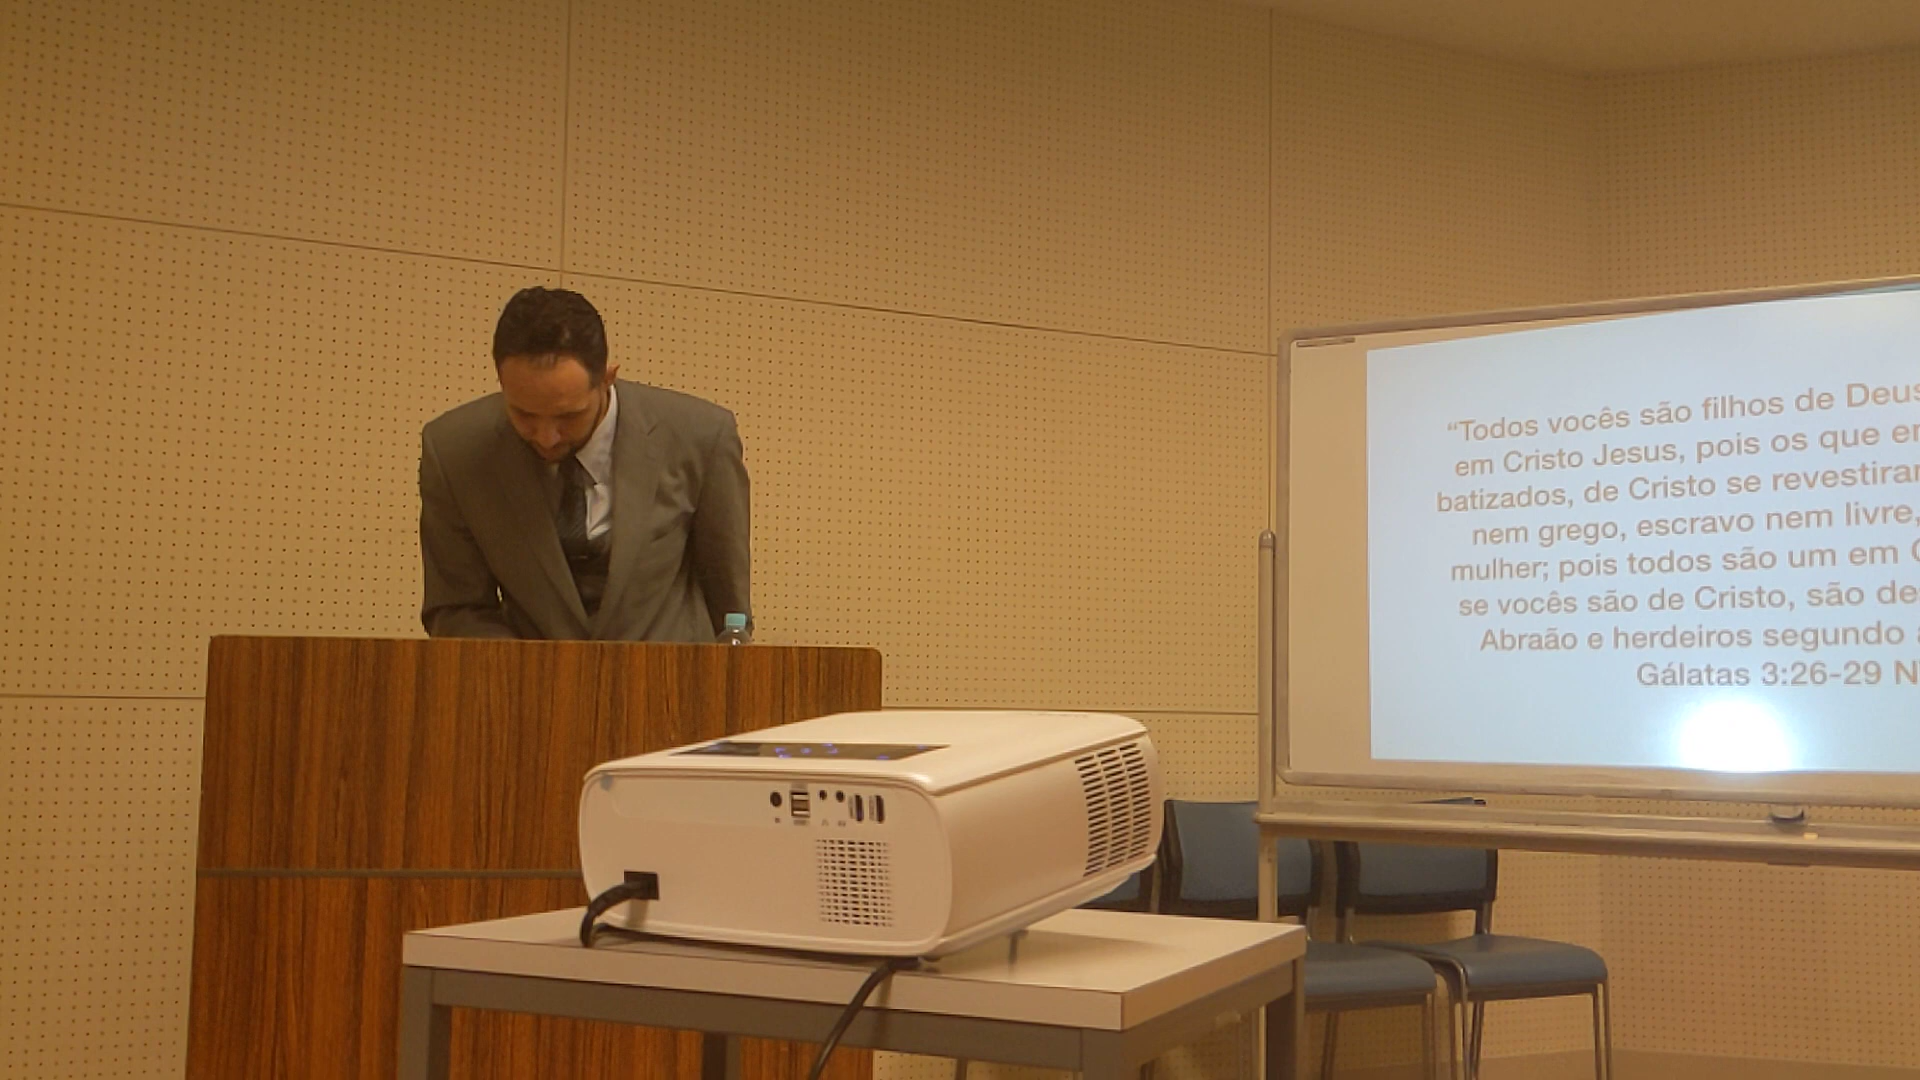 “Todos vocês são filhos de Deus
em Cristo Jesus, pois os que
batizados, de Cristo se
nem grego, escravo nem livre,
mulher; pois todos são um em
se vocês são de Cristo, são
Abraão e herdeiros segundo
Gálatas 3:26-29